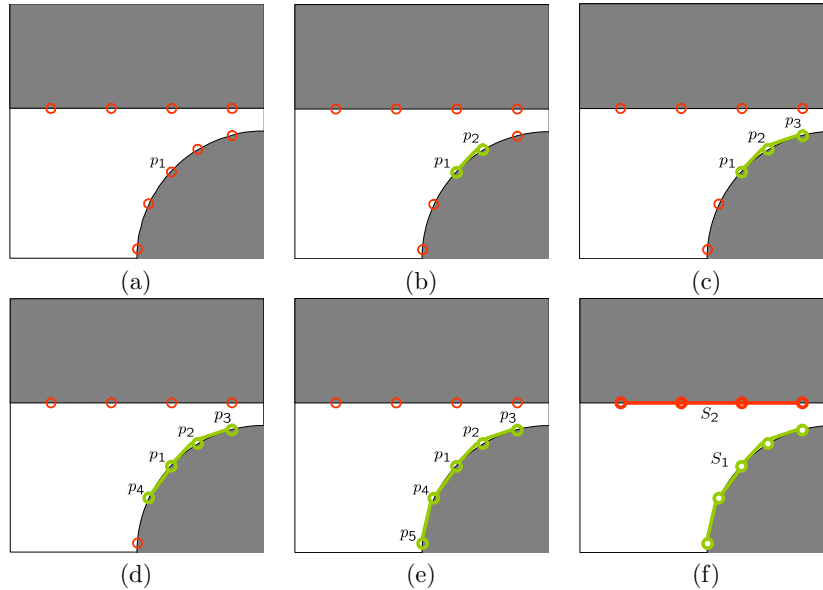 p₁
(a)
p₂
p₁
(b)
p₃
p₂
p₁
(c)
p₃
p₂
p₁
p₄
(d)
p₃
p₂
p₁
p₄
p₅
(e)
S₂
S₁
(f)